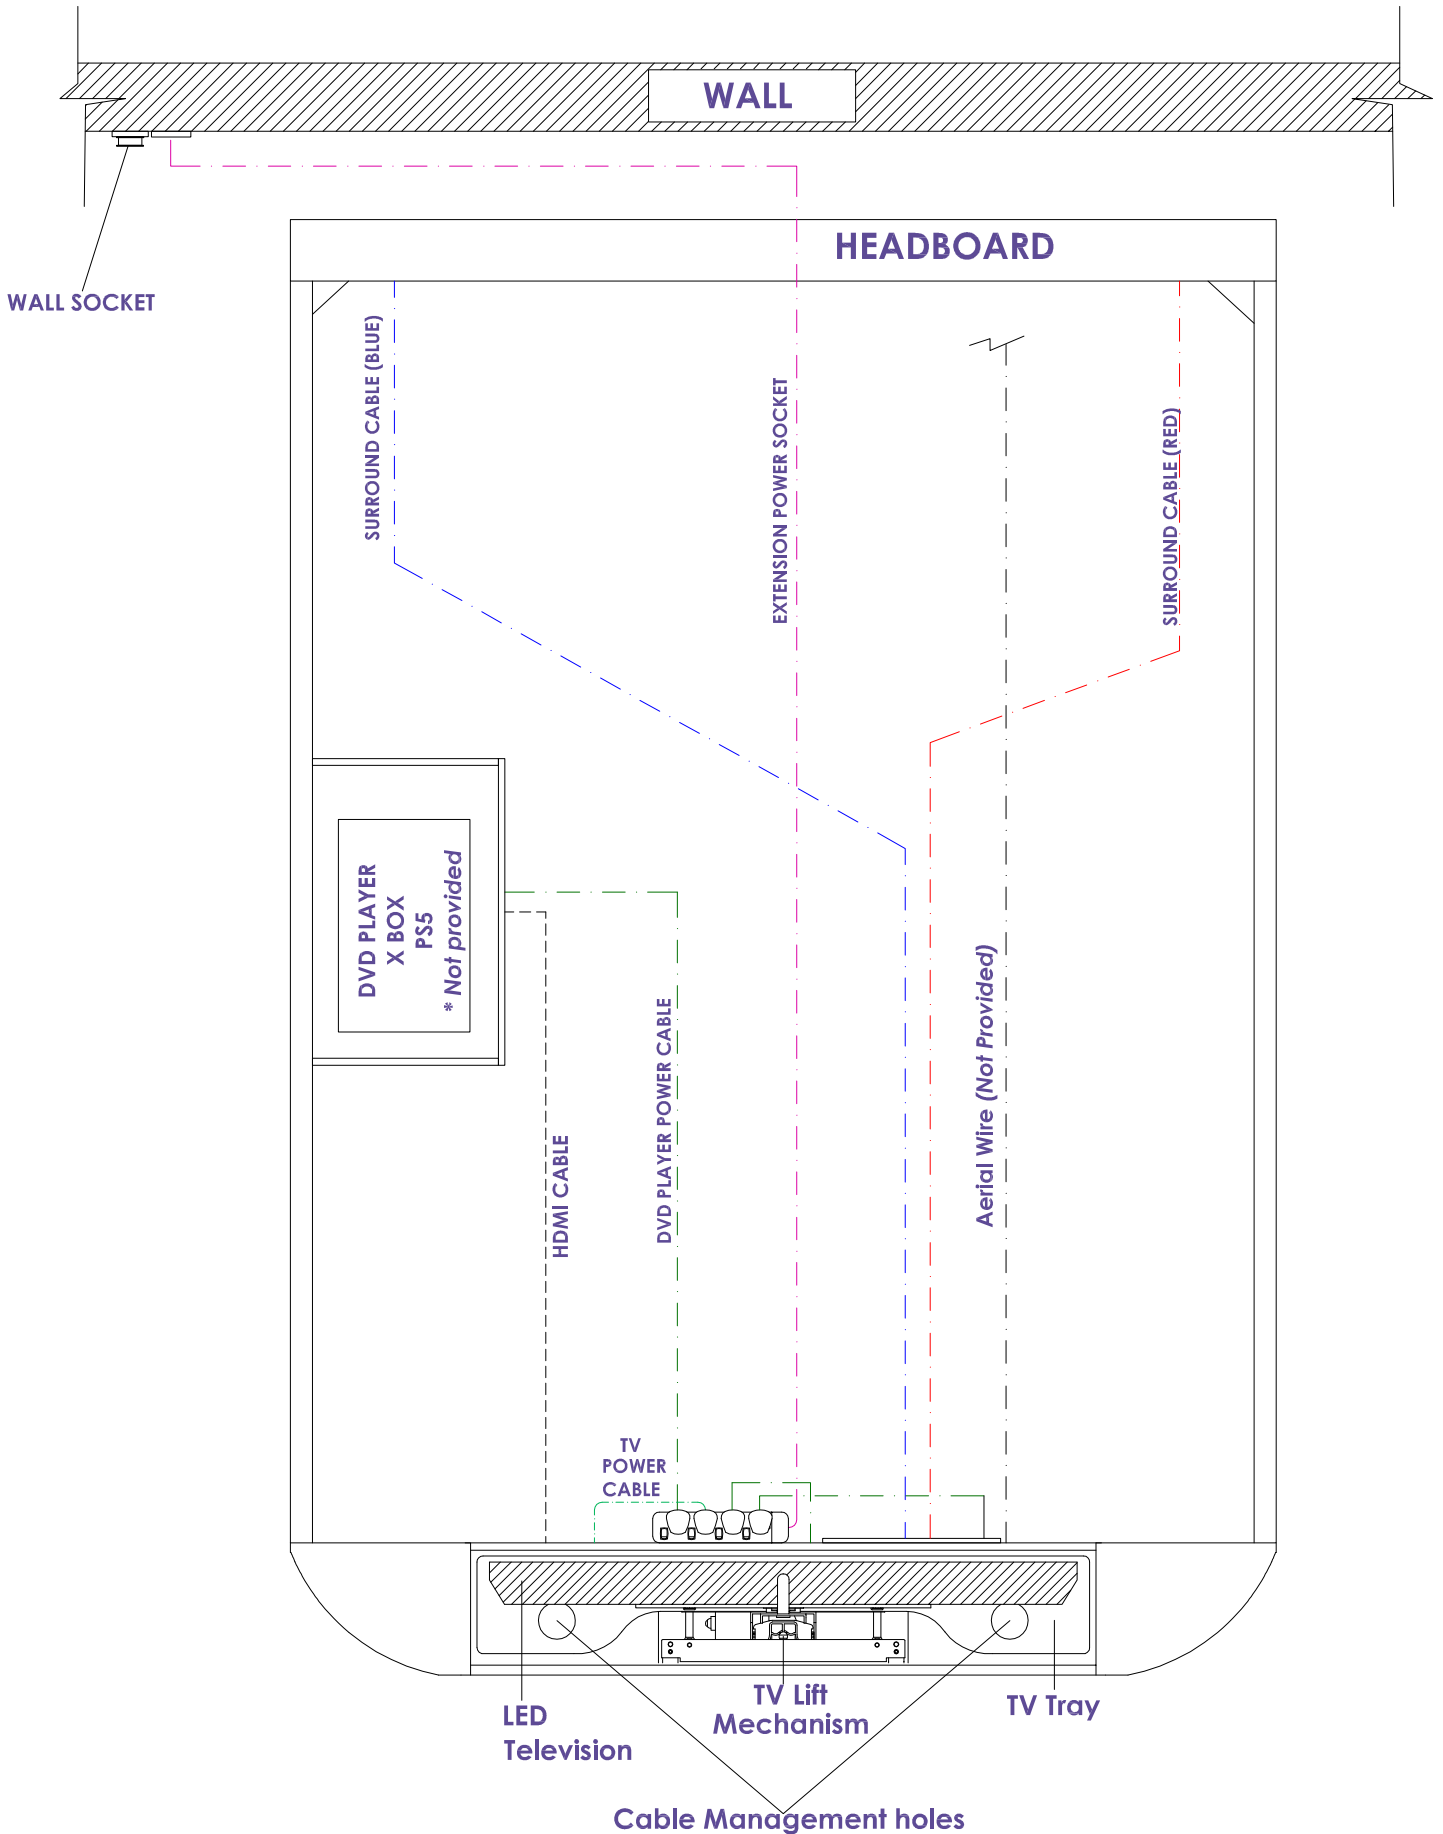 WALL
HEADBOARD
WALL SOCKET
SURROUND CABLE (BLUE)
EXTENSION POWER SOCKET
SURROUND CABLE (RED)
DVD PLAYER
X BOX
PS5
* Not provided
HDMI CABLE
DVD PLAYER POWER CABLE
Aerial Wire (Not Provided)
TV
POWER
CABLE
LED
Television
TV Lift
Mechanism
TV Tray
Cable Management holes